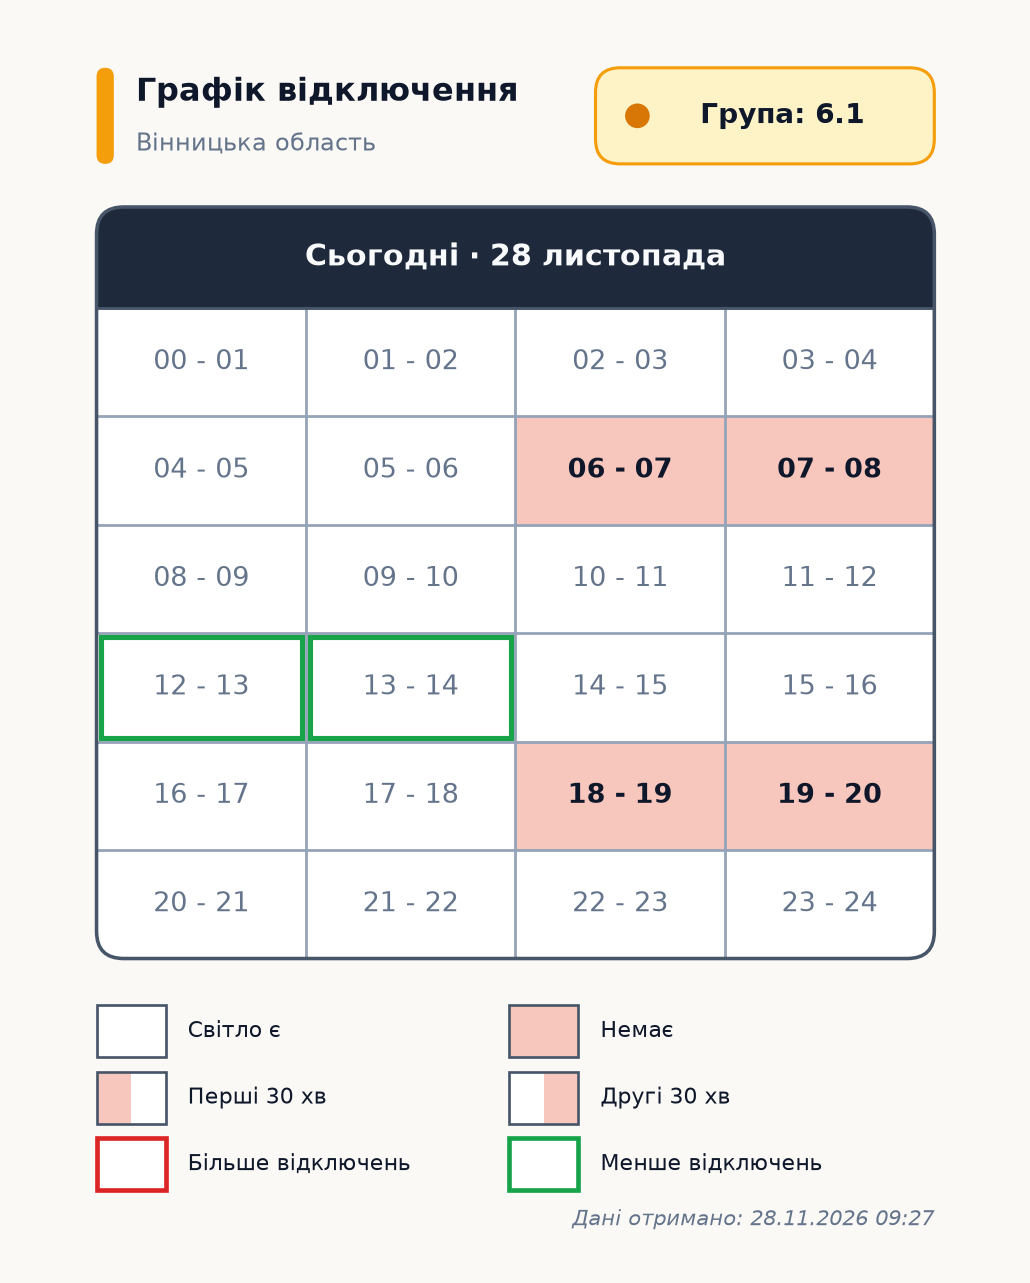 Графік відключення
Вінницька область
Група: 6.1
Сьогодні · 28 листопада
00 - 01 01 - 02 02 - 03 03 - 04
04 - 05 05 - 06 06 - 07 07 - 08
08 - 09 09 - 10 10 - 11 11 - 12
12 - 13 13 - 14 14 - 15 15 - 16
16 - 17 17 - 18 18 - 19 19 - 20
20 - 21 21 - 22 22 - 23 23 - 24
Світло є Немає
Перші 30 хв Другі 30 хв
Більше відключень Менше відключень
Дані отримано: 28.11.2026 09:27